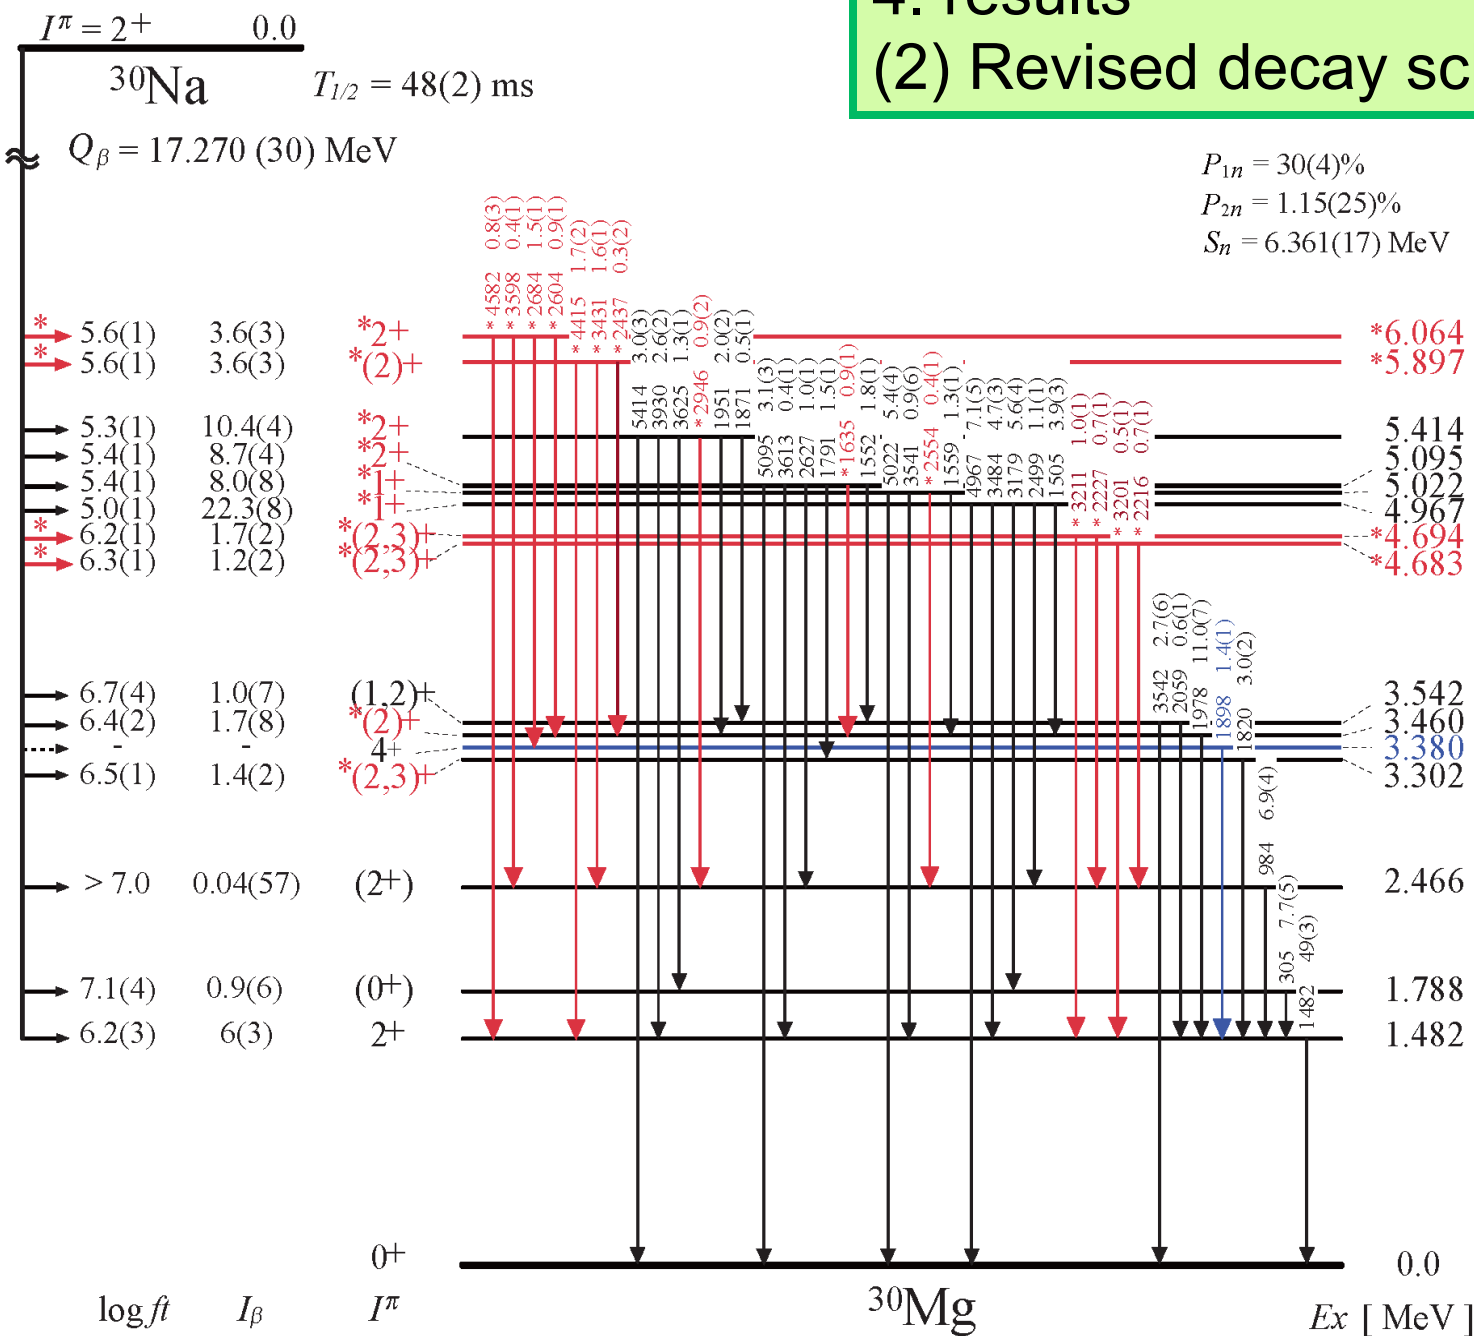 4. results
(2) Revised decay sc
I π = 2+ 0.0
30Na T1/2 = 48(2) ms
Qβ = 17.270 (30) MeV
P1n = 30(4)%
P2n = 1.15(25)%
Sn = 6.361(17) MeV
*4582 0.8(3)
*3598 0.4(1)
*2684 1.5(1)
*2604 0.9(1)
*4415 1.7(2)
*3431 1.6(1)
*2437 0.3(2)
5414 3.0(3)
3930 2.6(2)
3625 1.3(1)
*2946 0.9(2)
1951 2.0(2)
1871 0.5(1)
5095 3.1(3)
3613 0.4(1)
2627 1.0(1)
1791 1.5(1)
*1635 0.9(1)
1552 1.8(1)
5022 5.4(4)
3541 0.9(6)
*2554 0.4(1)
1559 1.3(1)
4967 7.1(5)
3484 4.7(3)
3179 5.6(4)
2499 1.1(1)
1505 3.9(3)
*3211 1.0(1)
*2227 0.7(1)
*3201 0.5(1)
*2216 0.7(1)
3542 2.7(6)
2059 0.6(1)
1978 11.0(7)
1898 1.4(1)
1820 3.0(2)
984 6.9(4)
305 7.7(5)
1482 49(3)
* 5.6(1) 3.6(3) *2+ *6.064
* 5.6(1) 3.6(3) *(2)+ *5.897
5.3(1) 10.4(4) *2+ 5.414
5.4(1) 8.7(4) *2+ 5.095
5.4(1) 8.0(8) *1+ 5.022
5.0(1) 22.3(8) *1+ 4.967
* 6.2(1) 1.7(2) *(2,3)+ *4.694
* 6.3(1) 1.2(2) *(2,3)+ *4.683
6.7(4) 1.0(7) (1,2)+ 3.542
6.4(2) 1.7(8) *(2)+ 3.460
- - 4+ 3.380
6.5(1) 1.4(2) *(2,3)+ 3.302
> 7.0 0.04(57) (2+) 2.466
7.1(4) 0.9(6) (0+) 1.788
6.2(3) 6(3) 2+ 1.482
0+ 0.0
log ft Iβ I π 30Mg Ex [ MeV ]